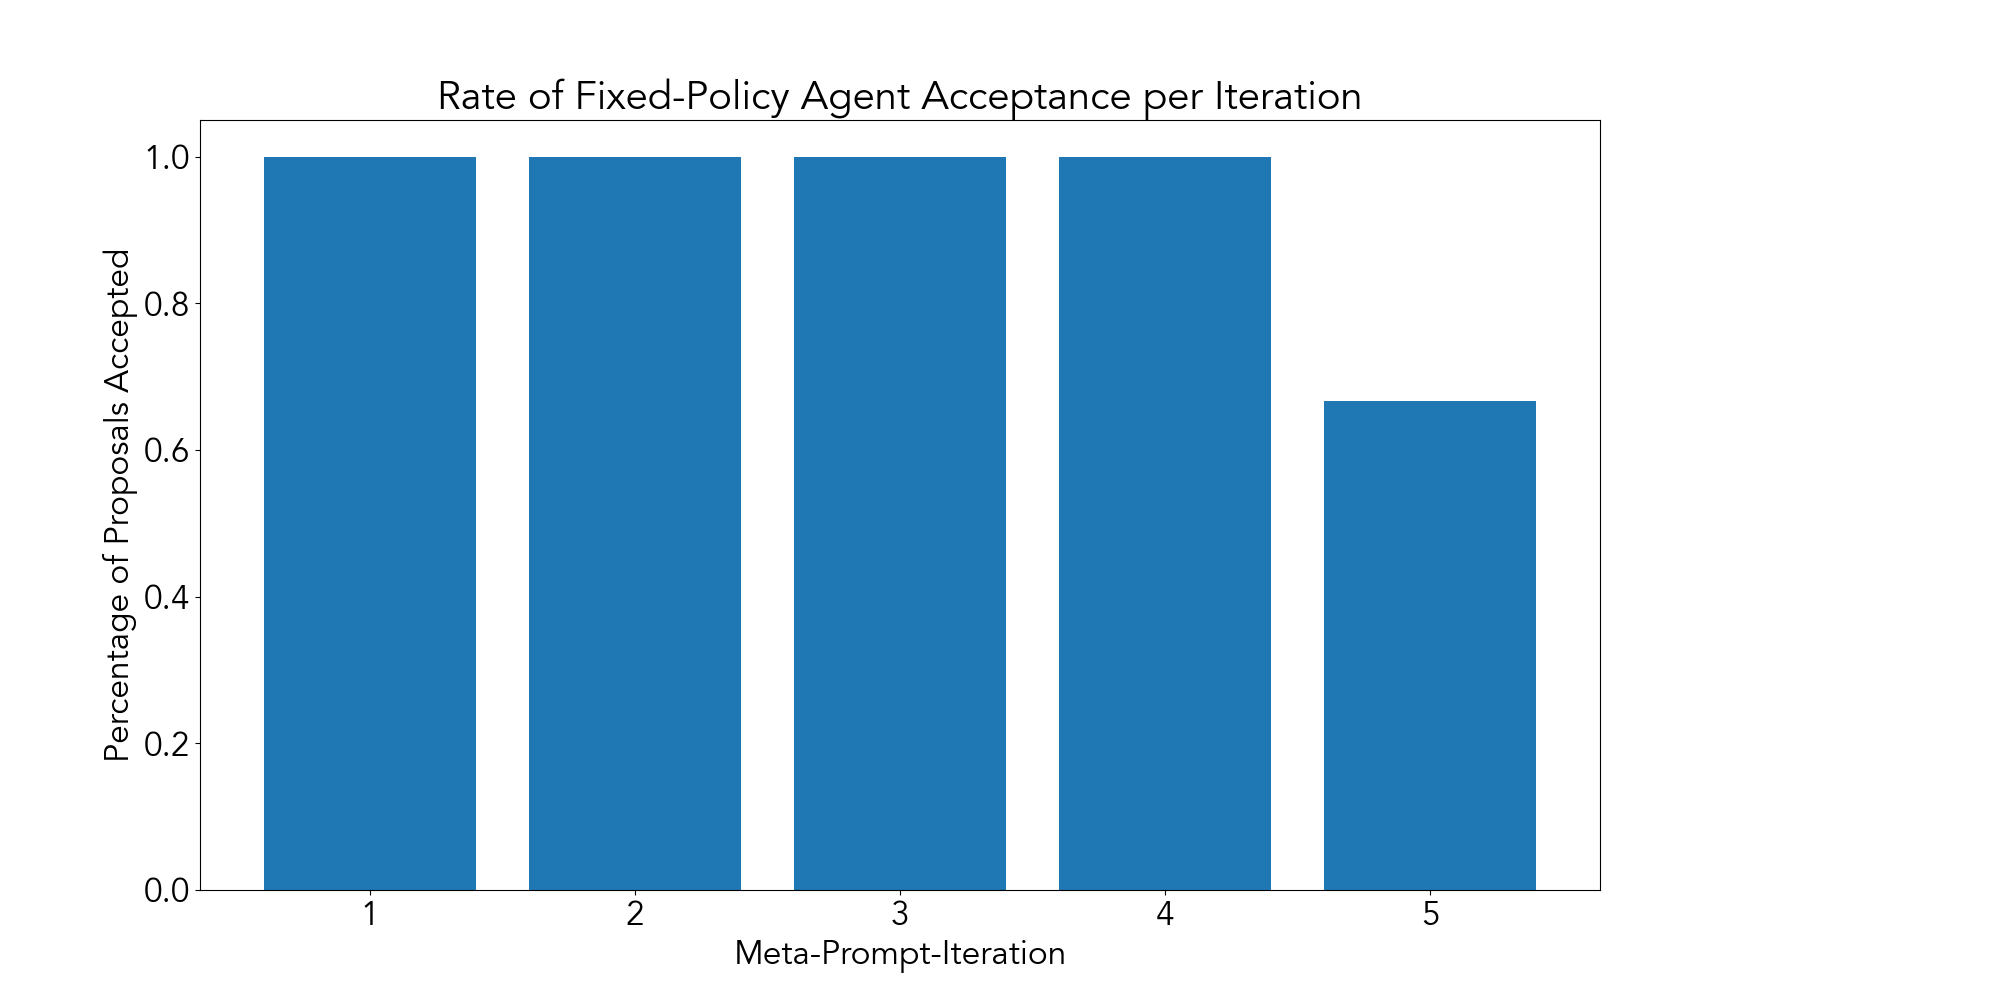 Rate of Fixed-Policy Agent Acceptance per Iteration
Percentage of Proposals Accepted
1.0
0.8
0.6
0.4
0.2
0.0
1 2 3 4 5
Meta-Prompt-Iteration